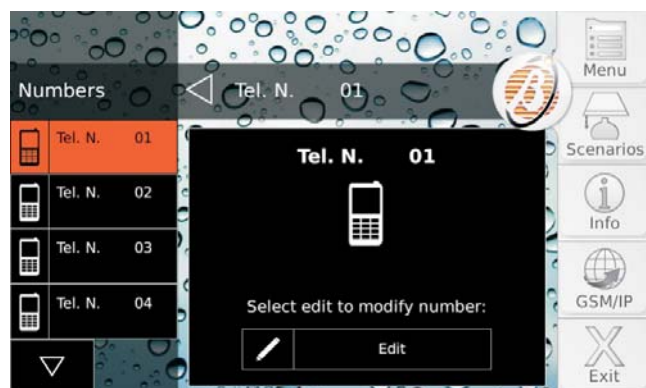 Numbers
Tel. N. 01
Tel. N. 01
Tel. N. 02
Tel. N. 03
Tel. N. 04
Tel. N. 01
Select edit to modify number:
Edit
Menu
Scenarios
Info
GSM/IP
Exit